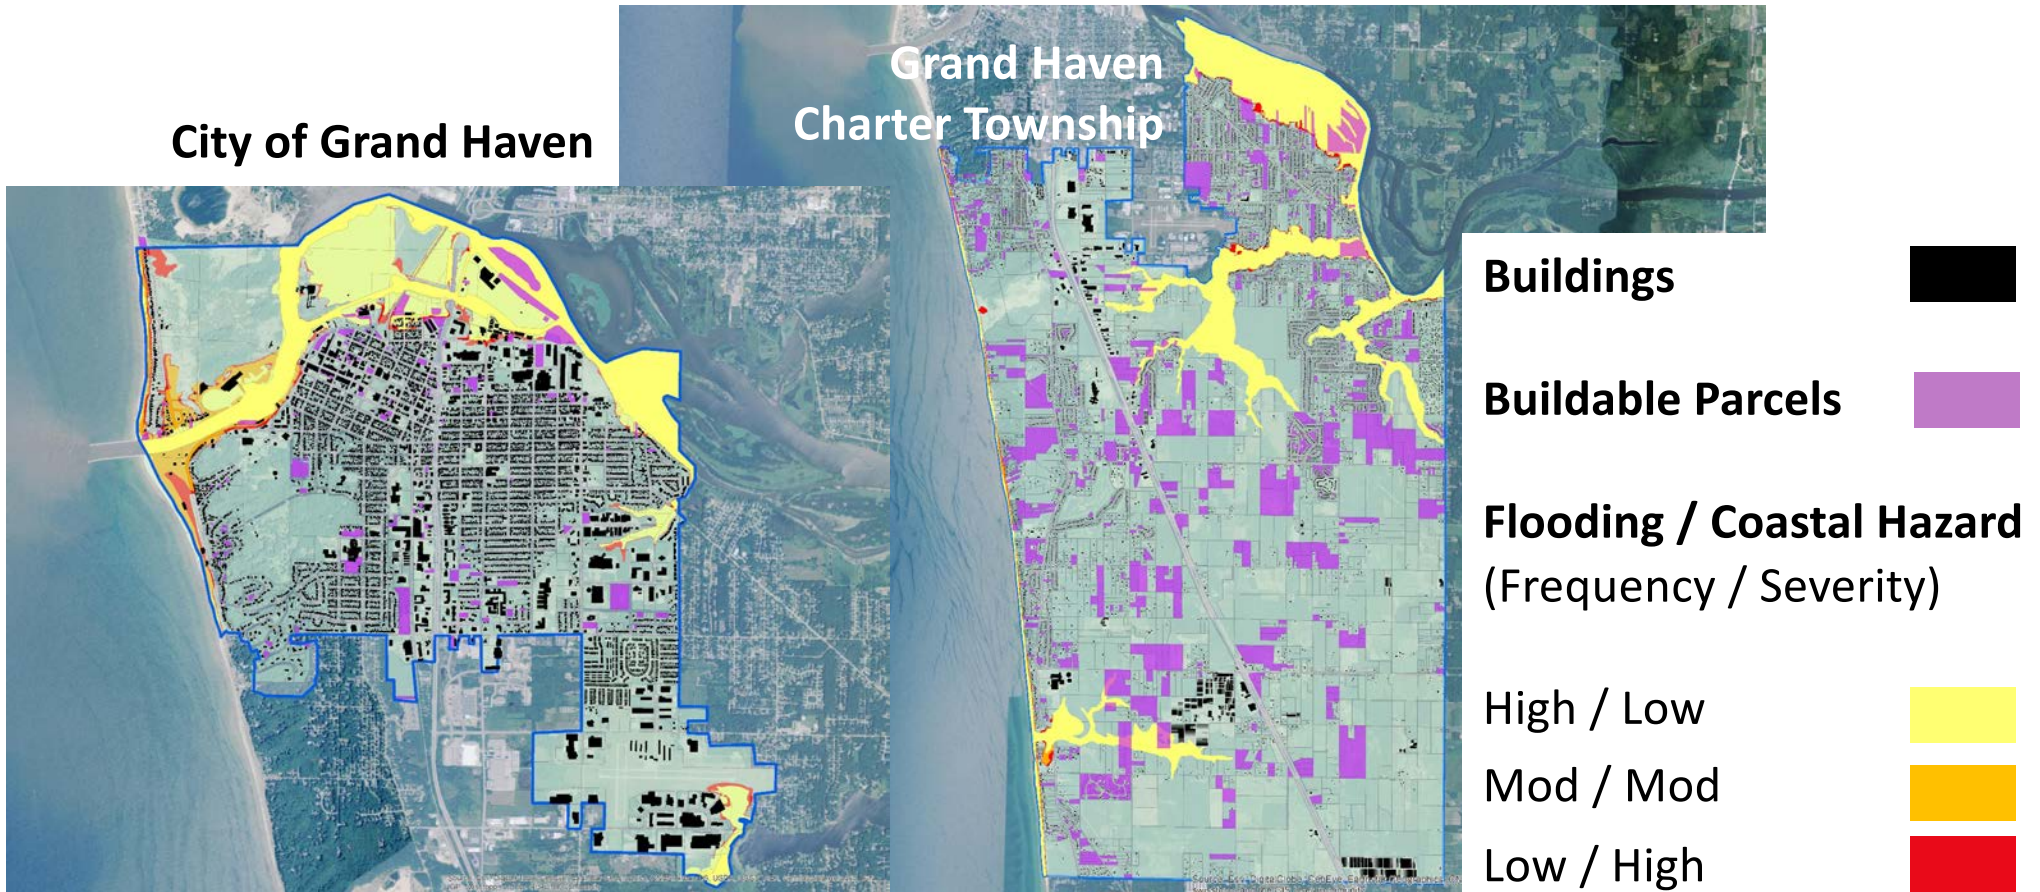 City of Grand Haven
Grand Haven
Charter Township
Buildings
Buildable Parcels
Flooding / Coastal Hazard
(Frequency / Severity)
High / Low
Mod / Mod
Low / High